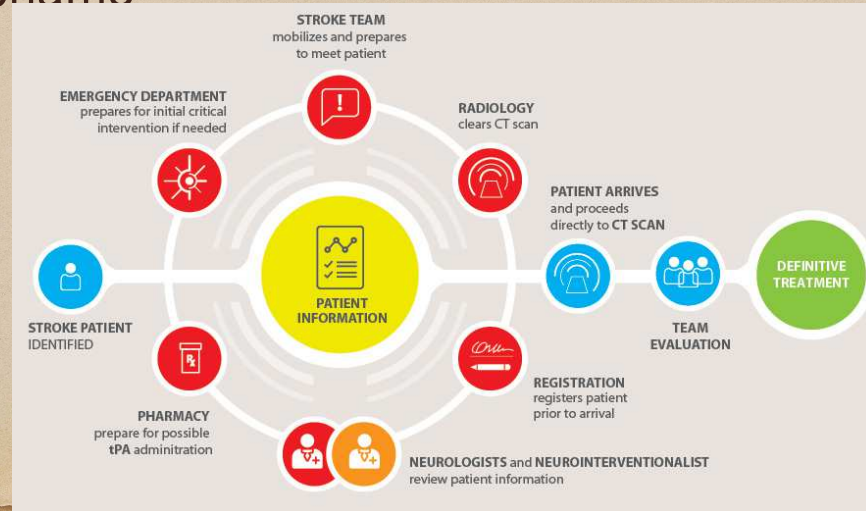 STROKE TEAM
mobilizes and prepares
to meet patient
EMERGENCY DEPARTMENT
prepares for initial critical
intervention if needed
RADIOLOGY
clears CT scan
PATIENT ARRIVES
and proceeds
directly to CT SCAN
PATIENT
INFORMATION
DEFINITIVE
TREATMENT
STROKE PATIENT
IDENTIFIED
TEAM
EVALUATION
Rx
PHARMACY
prepare for possible
tPA adminitration
REGISTRATION
registers patient
prior to arrival
NEUROLOGISTS and NEUROINTERVENTIONALIST
review patient information